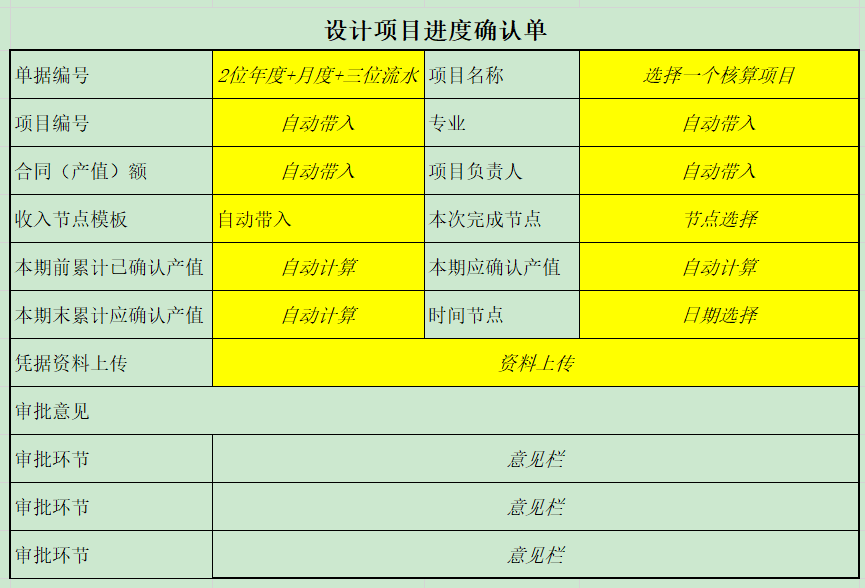 设计项目进度确认单
单据编号 2位年度+月度+三位流水 项目名称 选择一个核算项目
项目编号 自动带入 专业 自动带入
合同（产值）额 自动带入 项目负责人 自动带入
收入节点模板 自动带入 本次完成节点 节点选择
本期前累计已确认产值 自动计算 本期应确认产值 自动计算
本期末累计应确认产值 自动计算 时间节点 日期选择
凭据资料上传 资料上传
审批意见
审批环节 意见栏
审批环节 意见栏
审批环节 意见栏